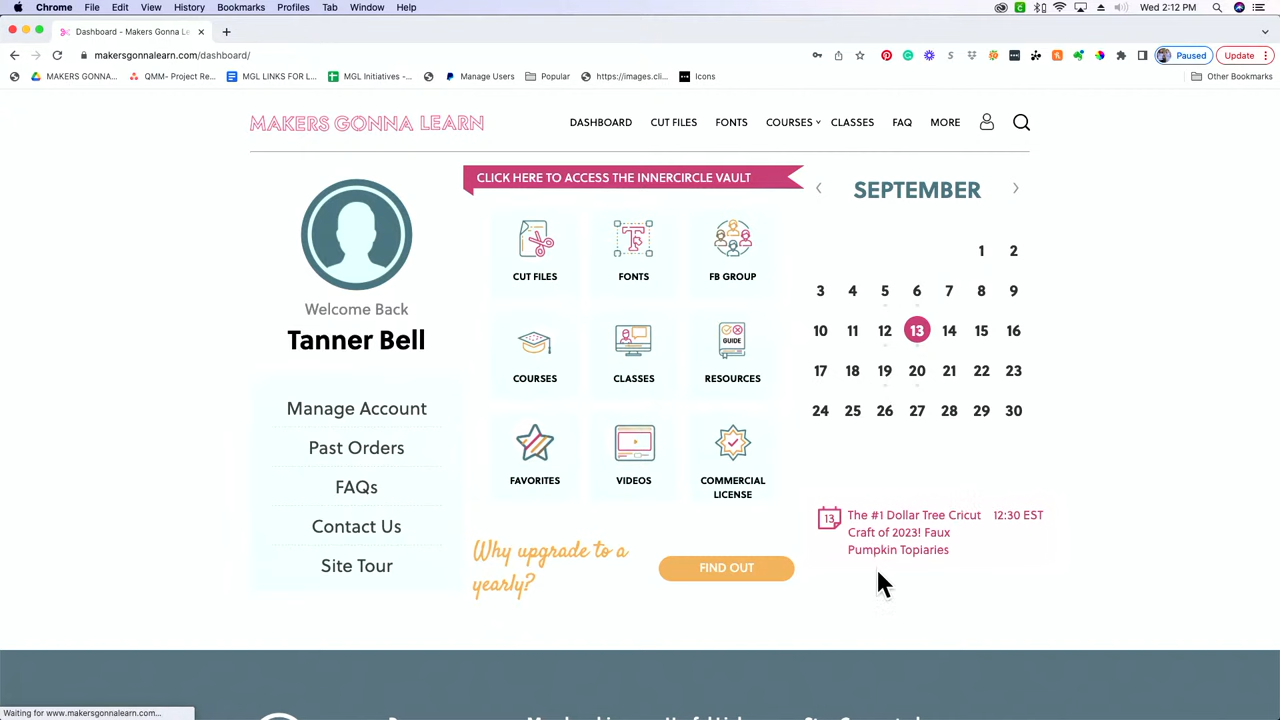 Chrome File Edit View History Bookmarks Profiles Tab Window Help Wed 2:12 PM
Dashboard - Makers Gonna Le
makersgonnalearn.com/dashboard/ Paused Update
MAKERS GONNA... QMM- Project Re... MGL LINKS FOR L... MGL Initiatives -... Manage Users Popular https://images.cli... Icons Other Bookmarks
MAKERS GONNA LEARN DASHBOARD CUT FILES FONTS COURSES CLASSES FAQ MORE
CLICK HERE TO ACCESS THE INNERCIRCLE VAULT
Welcome Back
Tanner Bell
Manage Account
Past Orders
FAQs
Contact Us
Site Tour
CUT FILES FONTS FB GROUP
GUIDE
COURSES CLASSES RESOURCES
FAVORITES VIDEOS COMMERCIAL
LICENSE
Why upgrade to a
yearly?
FIND OUT
SEPTEMBER
1 2
3 4 5 6 7 8 9
10 11 12 13 14 15 16
17 18 19 20 21 22 23
24 25 26 27 28 29 30
13 The #1 Dollar Tree Cricut 12:30 EST
Craft of 2023! Faux
Pumpkin Topiaries
Waiting for www.makersgonnalearn.com...